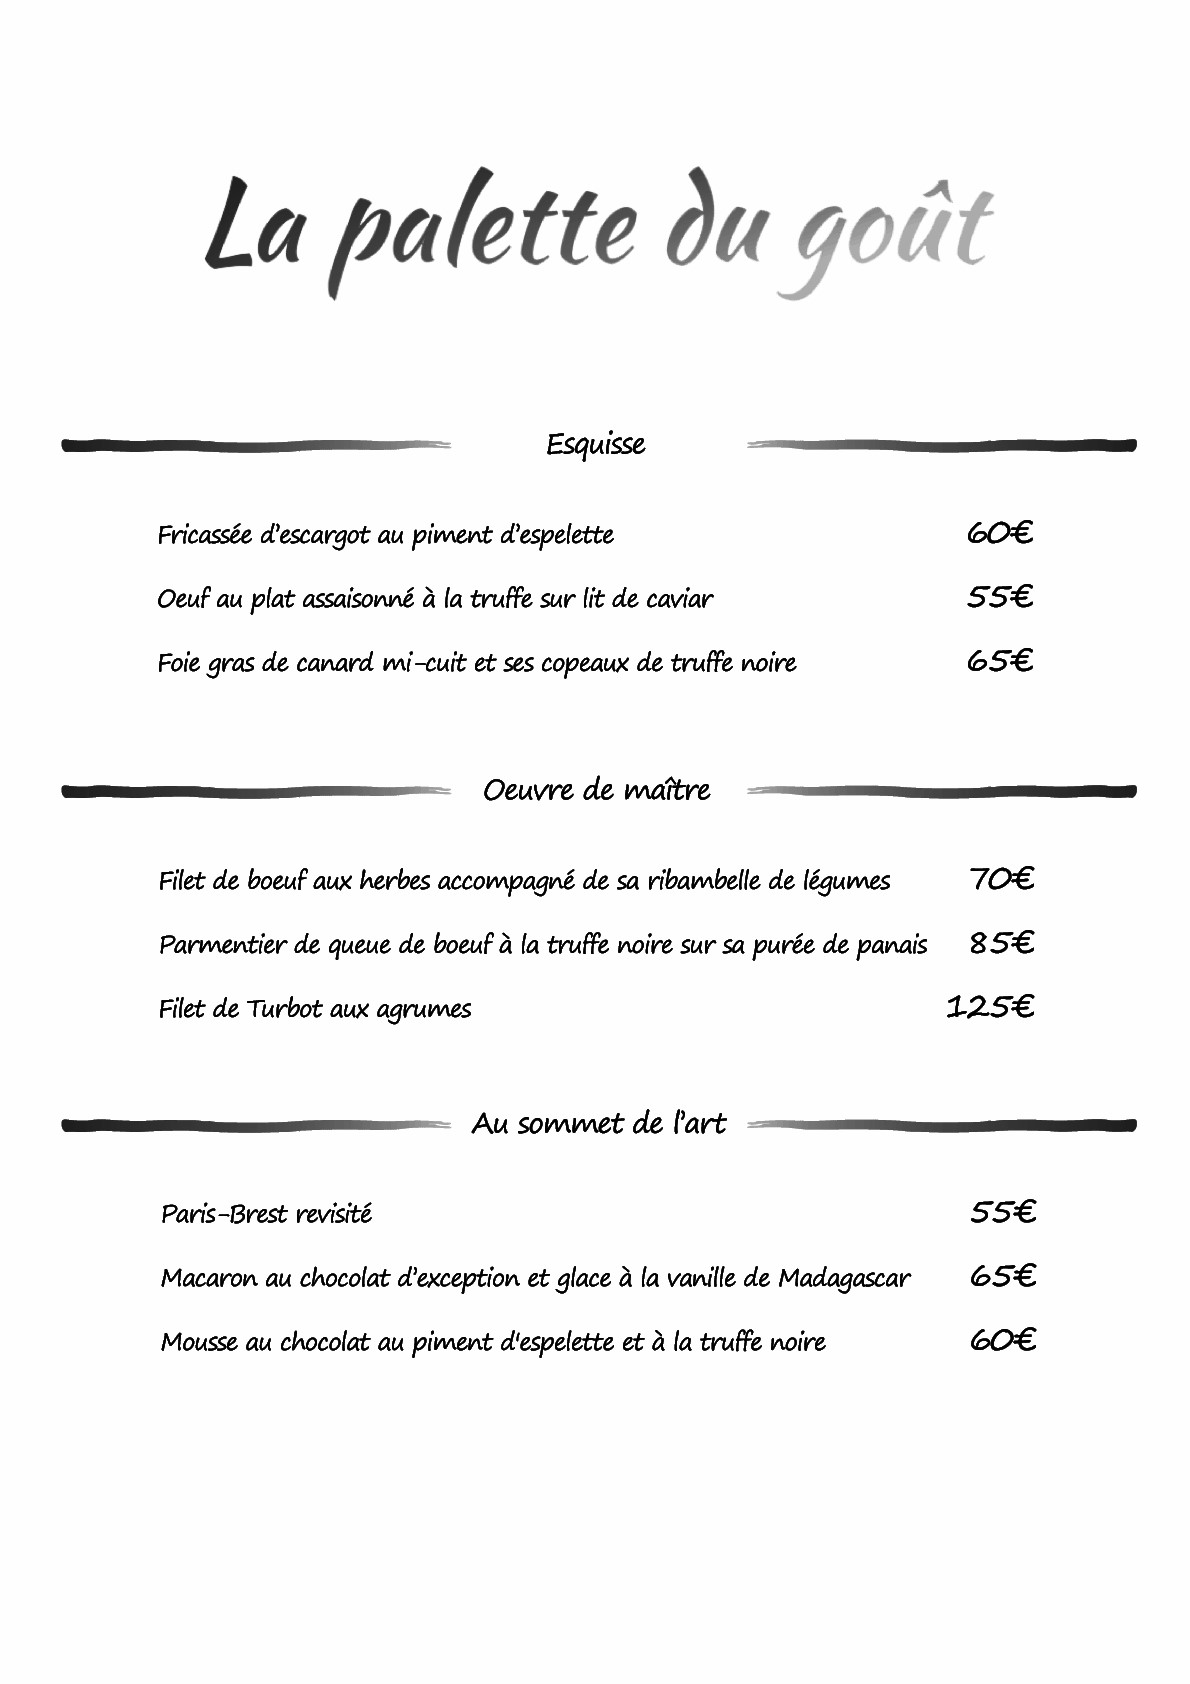 La palette du goût
Esquisse
Fricassée d’escargot au piment d’espelette 60€
Oeuf au plat assaisonné à la truffe sur lit de caviar 55€
Foie gras de canard mi-cuit et ses copeaux de truffe noire 65€
Oeuvre de maître
Filet de boeuf aux herbes accompagné de sa ribambelle de légumes 70€
Parmentier de queue de boeuf à la truffe noire sur sa purée de panais 85€
Filet de Turbot aux agrumes 125€
Au sommet de l’art
Paris-Brest revisité 55€
Macaron au chocolat d’exception et glace à la vanille de Madagascar 65€
Mousse au chocolat au piment d'espelette et à la truffe noire 60€